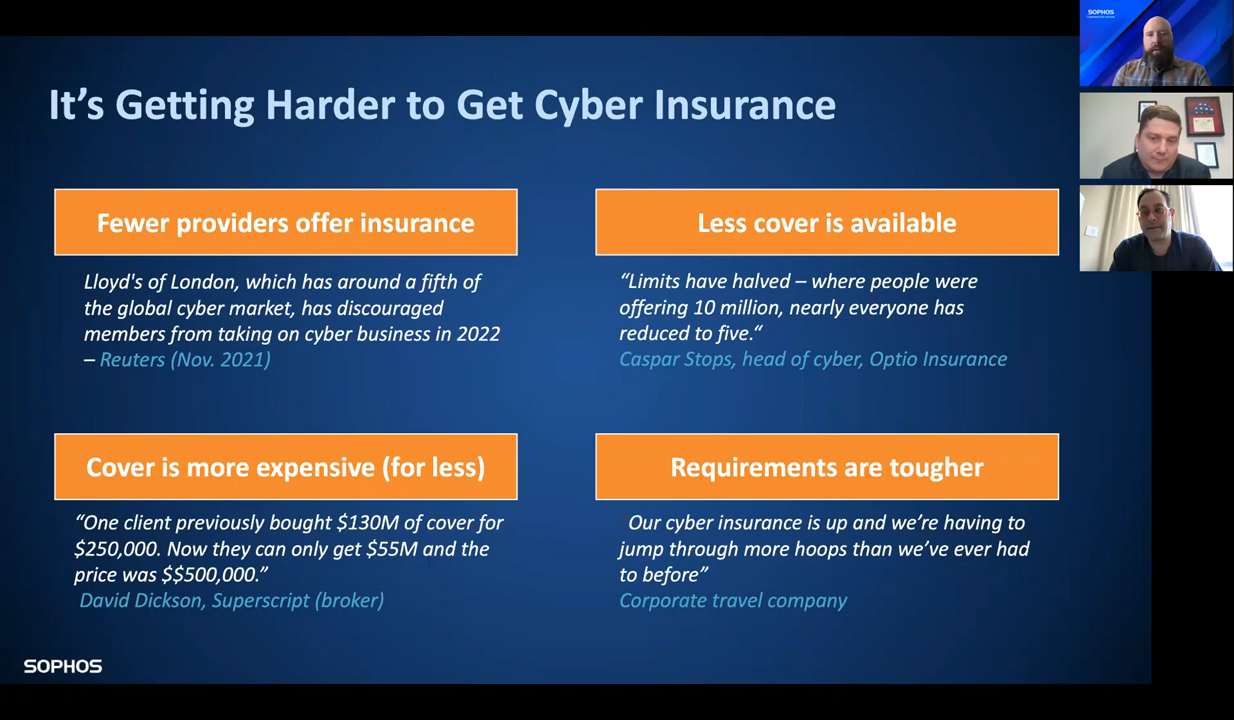 SOPHOS
It’s Getting Harder to Get Cyber Insurance
Fewer providers offer insurance
Lloyd's of London, which has around a fifth of
the global cyber market, has discouraged
members from taking on cyber business in 2022
– Reuters (Nov. 2021)
Less cover is available
“Limits have halved – where people were
offering 10 million, nearly everyone has
reduced to five.“
Caspar Stops, head of cyber, Optio Insurance
Cover is more expensive (for less)
“One client previously bought $130M of cover for
$250,000. Now they can only get $55M and the
price was $$500,000.”
David Dickson, Superscript (broker)
Requirements are tougher
“Our cyber insurance is up and we’re having to
jump through more hoops than we’ve ever had
to before”
Corporate travel company
SOPHOS